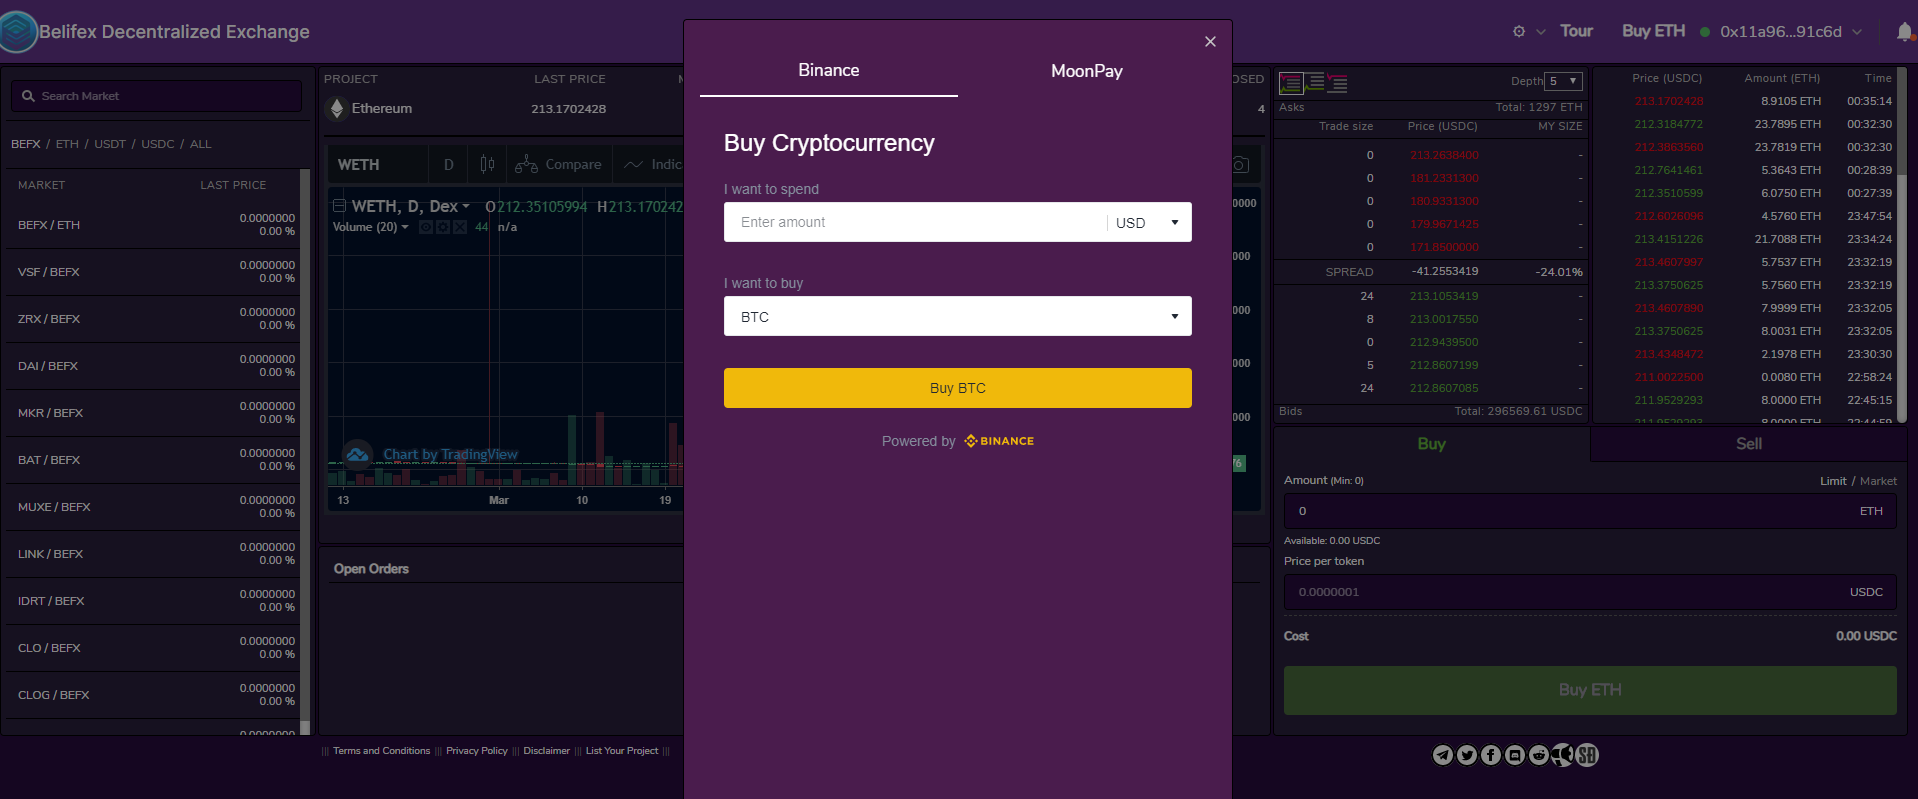 Belifex Decentralized Exchange
Tour
Buy ETH
0x11a96...91c6d
Search Market
BEFX / ETH / USDT / USDC / ALL
MARKET LAST PRICE
BEFX / ETH 0.0000000
0.00 %
VSF / BEFX 0.0000000
0.00 %
ZRX / BEFX 0.0000000
0.00 %
DAI / BEFX 0.0000000
0.00 %
MKR / BEFX 0.0000000
0.00 %
BAT / BEFX 0.0000000
0.00 %
MUXE / BEFX 0.0000000
0.00 %
LINK / BEFX 0.0000000
0.00 %
IDRT / BEFX 0.0000000
0.00 %
CLO / BEFX 0.0000000
0.00 %
CLOG / BEFX 0.0000000
0.00 %
PROJECT LAST PRICE
Ethereum 213.1702428
4
WETH D Compare
WETH, D, Dex O212.35105994
Volume (20) 44 n/a
Chart by TradingView
13 Mar 10 19
Open Orders
Binance MoonPay
Buy Cryptocurrency
I want to spend
Enter amount USD
I want to buy
BTC
Buy BTC
Powered by BINANCE
Depth 5
Asks Total: 1297 ETH
Trade size Price (USDC) MY SIZE
0 213.2638400 -
0 181.2331300 -
0 180.9331300 -
0 179.9671425 -
0 171.8500000 -
SPREAD -41.2553419 -24.01%
24 213.1053419 -
8 213.0017550 -
0 212.9439500 -
5 212.8607199 -
24 212.8607085 -
Bids Total: 296569.61 USDC
Price (USDC) Amount (ETH) Time
213.1702428 8.9105 ETH 00:35:14
212.3184772 23.7895 ETH 00:32:30
212.3863560 23.7819 ETH 00:32:30
212.7641461 5.3643 ETH 00:28:39
212.3510599 6.0750 ETH 00:27:39
212.6026096 4.5760 ETH 23:47:54
213.4151226 21.7088 ETH 23:34:24
213.4607997 5.7537 ETH 23:32:19
213.3750625 5.7560 ETH 23:32:19
213.4607890 7.9999 ETH 23:32:05
213.3750625 8.0031 ETH 23:32:05
213.4348472 2.1978 ETH 23:30:30
211.0022500 0.0080 ETH 22:58:24
211.9529293 8.0000 ETH 22:45:15
Buy Sell
Amount (Min: 0) Limit / Market
0 ETH
Available: 0.00 USDC
Price per token
0.0000001 USDC
Cost 0.00 USDC
Buy ETH
||| Terms and Conditions ||| Privacy Policy ||| Disclaimer ||| List Your Project |||